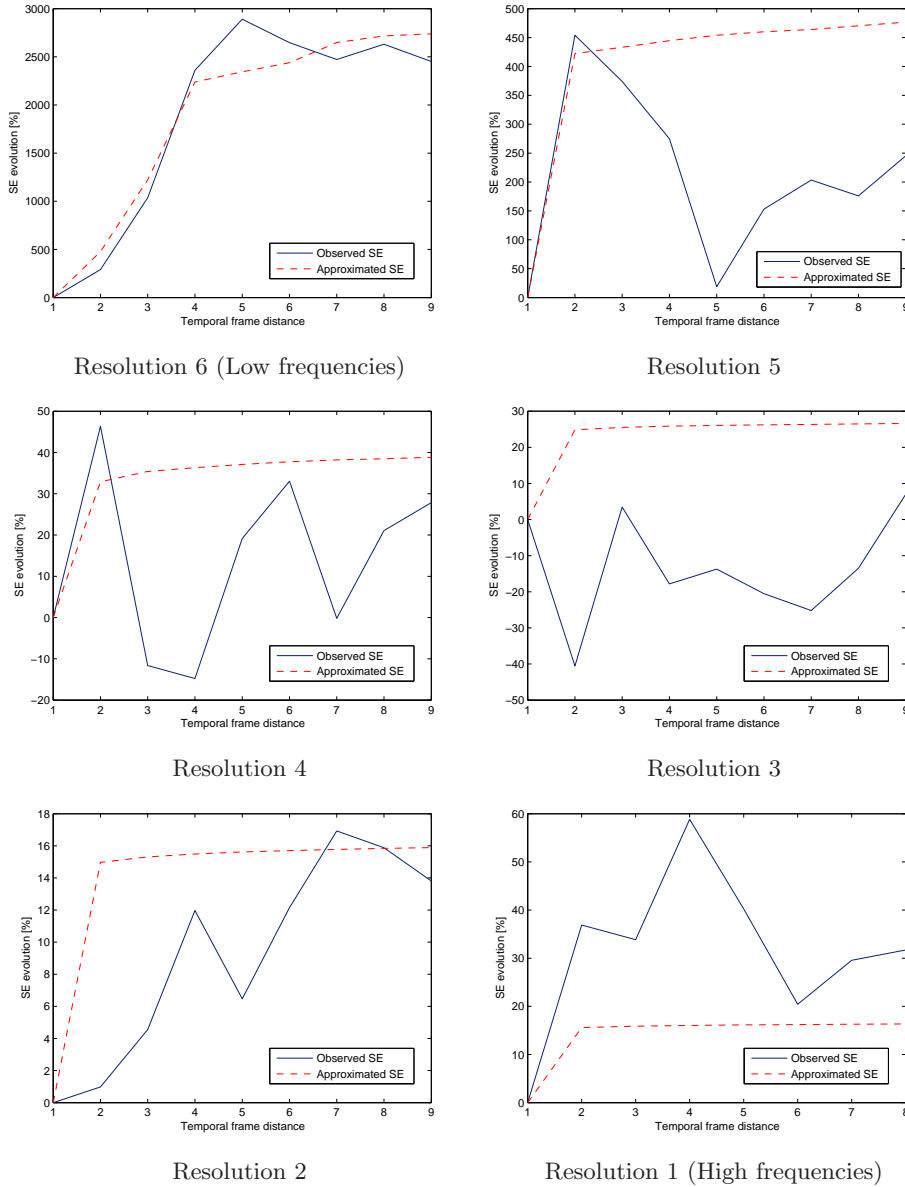 3000
2500
2000
1500
1000
500
0
SE evolution [%]
Observed SE
Approximated SE
1 2 3 4 5 6 7 8 9
Temporal frame distance
Resolution 6 (Low frequencies)
500
450
400
350
300
250
200
150
100
50
0
SE evolution [%]
Observed SE
Approximated SE
1 2 3 4 5 6 7 8 9
Temporal frame distance
Resolution 5
50
40
30
20
10
0
−10
−20
SE evolution [%]
Observed SE
Approximated SE
1 2 3 4 5 6 7 8 9
Temporal frame distance
Resolution 4
30
20
10
0
−10
−20
−30
−40
−50
SE evolution [%]
Observed SE
Approximated SE
1 2 3 4 5 6 7 8 9
Temporal frame distance
Resolution 3
18
16
14
12
10
8
6
4
2
0
SE evolution [%]
Observed SE
Approximated SE
1 2 3 4 5 6 7 8 9
Temporal frame distance
Resolution 2
60
50
40
30
20
10
0
SE evolution [%]
Observed SE
Approximated SE
1 2 3 4 5 6 7 8
Temporal frame distance
Resolution 1 (High frequencies)